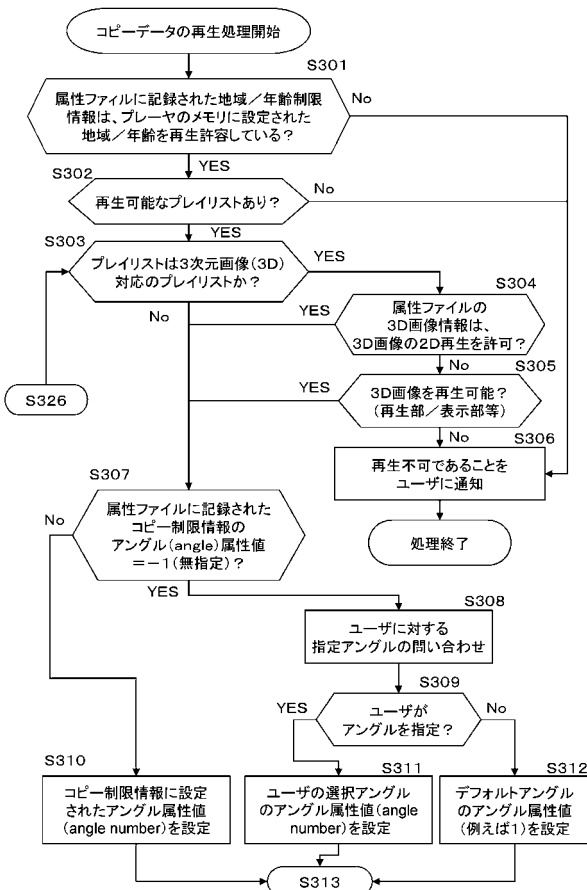 コピーデータの再生処理開始
S301
属性ファィルに記録された地域／年齢制限
情報は、プレーヤのメモリに設定された
地域／年齢を再生許容している？
No
YES
S302
再生可能なプレイリストあり？
No
YES
S303
プレイリストは3次元画像(3D)
対応のプレイリストか？
YES
No
S304
属性ファイルの
3D画像情報は、
3D画像の2D再生を許可？
YES
No
S305
3D画像を再生可能？
(再生部／表示部等)
YES
No
S326
S306
再生不可であることを
ユーザに通知
処理終了
S307
属性ファイルに記録された
コピー制限情報の
アングル(angle)属性値
=－1(無指定)？
No
YES
S308
ユーザに対する
指定アングルの問い合わせ
S309
ユーザが
アングルを指定？
YES
No
S310
コピー制限情報に設定
されたアングル属性値
(angle number)を設定
S311
ユーザの選択アングル
のアングル属性値(angle
number)を設定
S312
デフォルトアングル
のアングル属性値
(例えば1)を設定
S313